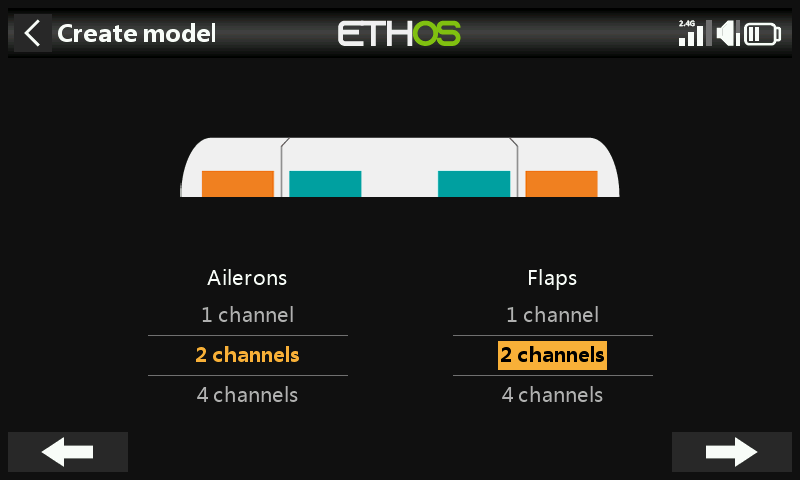 Create model
ETHOS
2.4G
Ailerons
Flaps
1 channel
1 channel
2 channels
2 channels
4 channels
4 channels